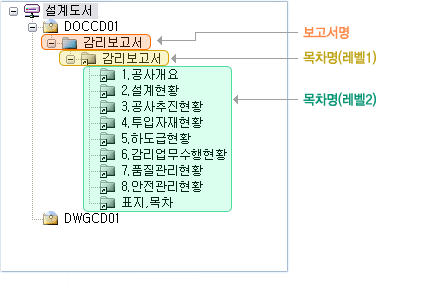 설계도서
DOCCD01
감리보고서
보고서명
감리보고서
목차명(레벨1)
1.공사개요
2.설계현황
3.공사추진현황
목차명(레벨2)
4.투입자재현황
5.하도급현황
6.감리업무수행현황
7.품질관리현황
8.안전관리현황
표지,목차
DWGCD01